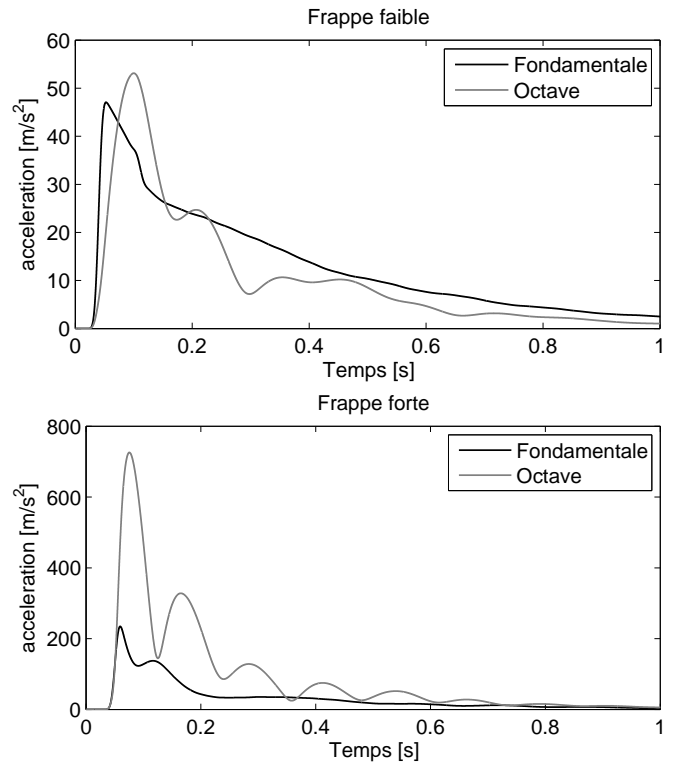 Frappe faible
60
50
40
30
20
10
0
acceleration [m/s²]
Fondamentale
Octave
0 0.2 0.4 0.6 0.8 1
Temps [s]
Frappe forte
800
600
400
200
0
acceleration [m/s²]
Fondamentale
Octave
0 0.2 0.4 0.6 0.8 1
Temps [s]